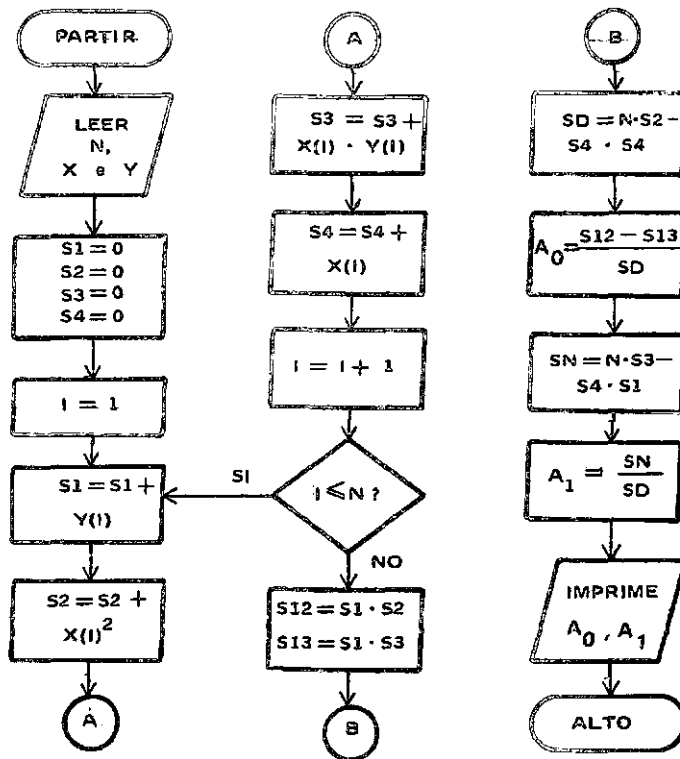 PARTIR
LEER
N,
X e Y
S1 = 0
S2 = 0
S3 = 0
S4 = 0
I = 1
S1 = S1 +
Y(I)
S2 = S2 +
X(I)²
A
A
S3 = S3 +
X(I) · Y(I)
S4 = S4 +
X(I)
I = I + 1
I ≤ N ?
SI
NO
S12 = S1 · S2
S13 = S1 · S3
B
B
SD = N·S2 –
S4 · S4
A₀ = S12 – S13
SD
SN = N·S3 –
S4 · S1
A₁ = SN
SD
IMPRIME
A₀ , A₁
ALTO